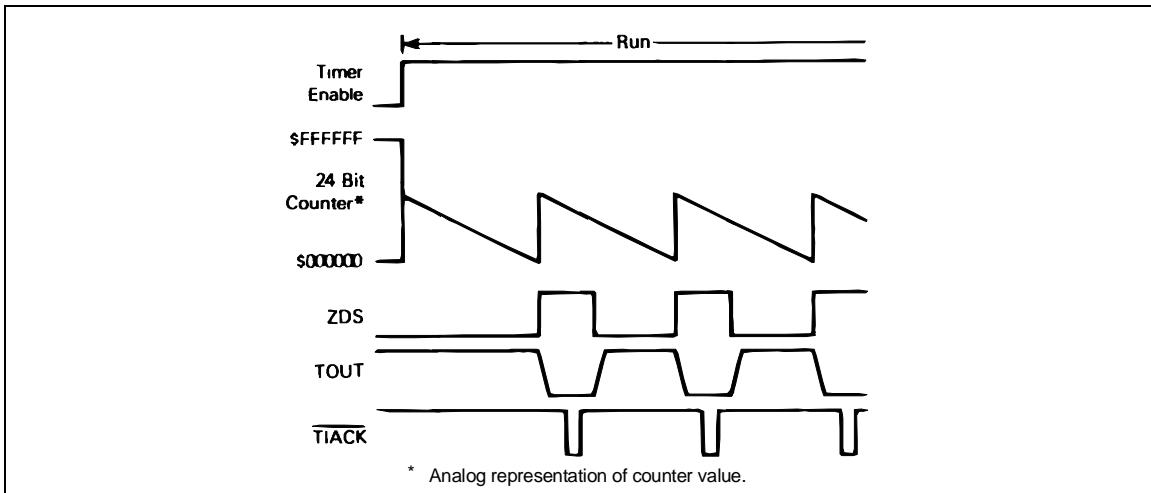 Run
Timer
Enable
$FFFFFF
24 Bit
Counter*
$000000
ZDS
TOUT
TIACK
* Analog representation of counter value.